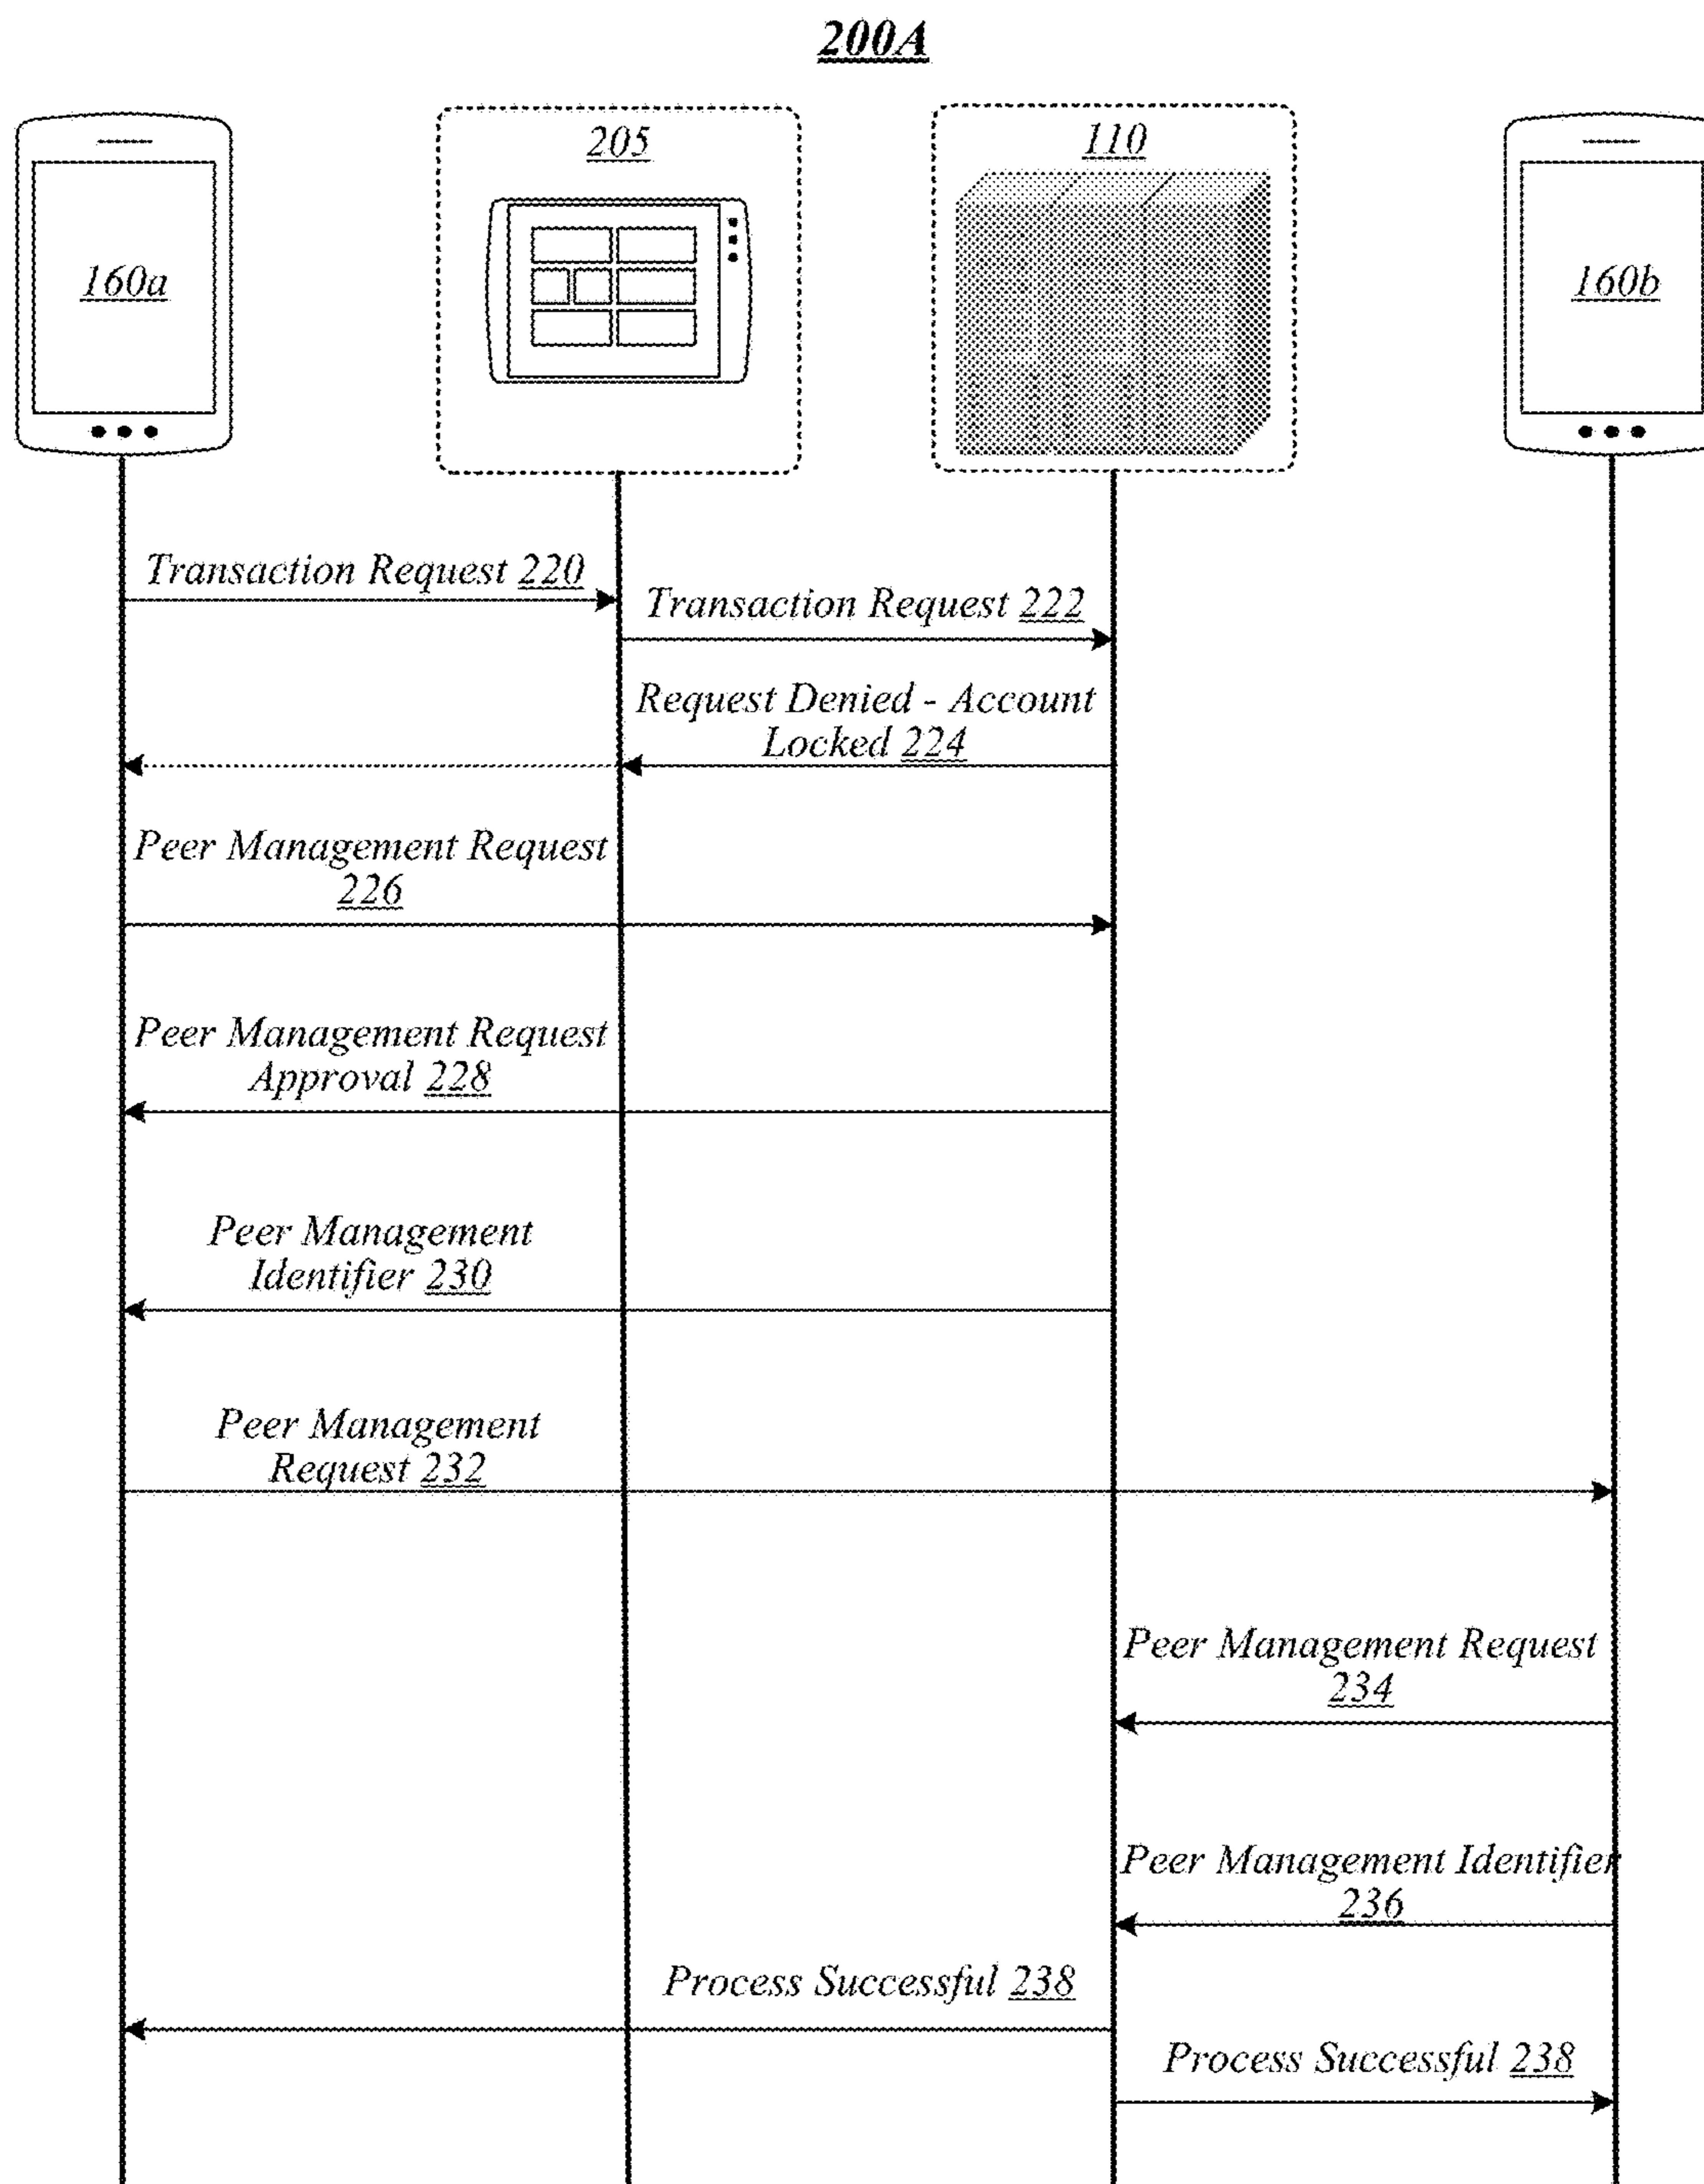 200A
160a
205
110
160b
Transaction Request 220
Transaction Request 222
Request Denied - Account
Locked 224
Peer Management Request
226
Peer Management Request
Approval 228
Peer Management
Identifier 230
Peer Management
Request 232
Peer Management Request
234
Peer Management Identifier
236
Process Successful 238
Process Successful 238